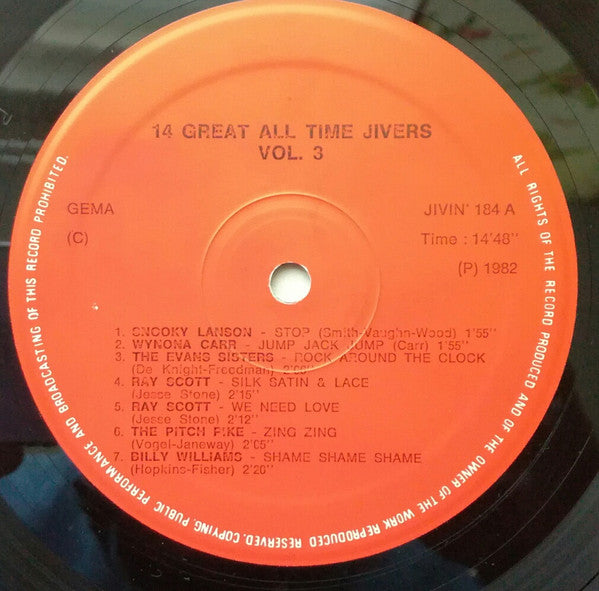 14 GREAT ALL TIME JIVERS
VOL. 3
GEMA
JIVIN' 184 A
(C)
Time : 14'48''
(P) 1982
1. SNOOKY LANSON - STOP (Smith-Vaughn-Wood) 1'55''
2. WYNONA CARR - JUMP JACK JUMP (Carr) 1'55''
3. THE EVANS SISTERS - ROCK AROUND THE CLOCK
(De Knight-Freedman) 2'08''
4. RAY SCOTT - SILK SATIN & LACE
(Jesse Stone) 2'15''
5. RAY SCOTT - WE NEED LOVE
(Jesse Stone) 2'12''
6. THE PITCH PIKE - ZING ZING
(Vogel-Janeway) 2'05''
7. BILLY WILLIAMS - SHAME SHAME SHAME
(Hopkins-Fisher) 2'20''
ALL RIGHTS OF THE RECORD PRODUCED AND OF THE OWNER OF THE WORK REPRODUCED RESERVED. COPYING, PUBLIC PERFORMANCE AND BROADCASTING OF THIS RECORD PROHIBITED.